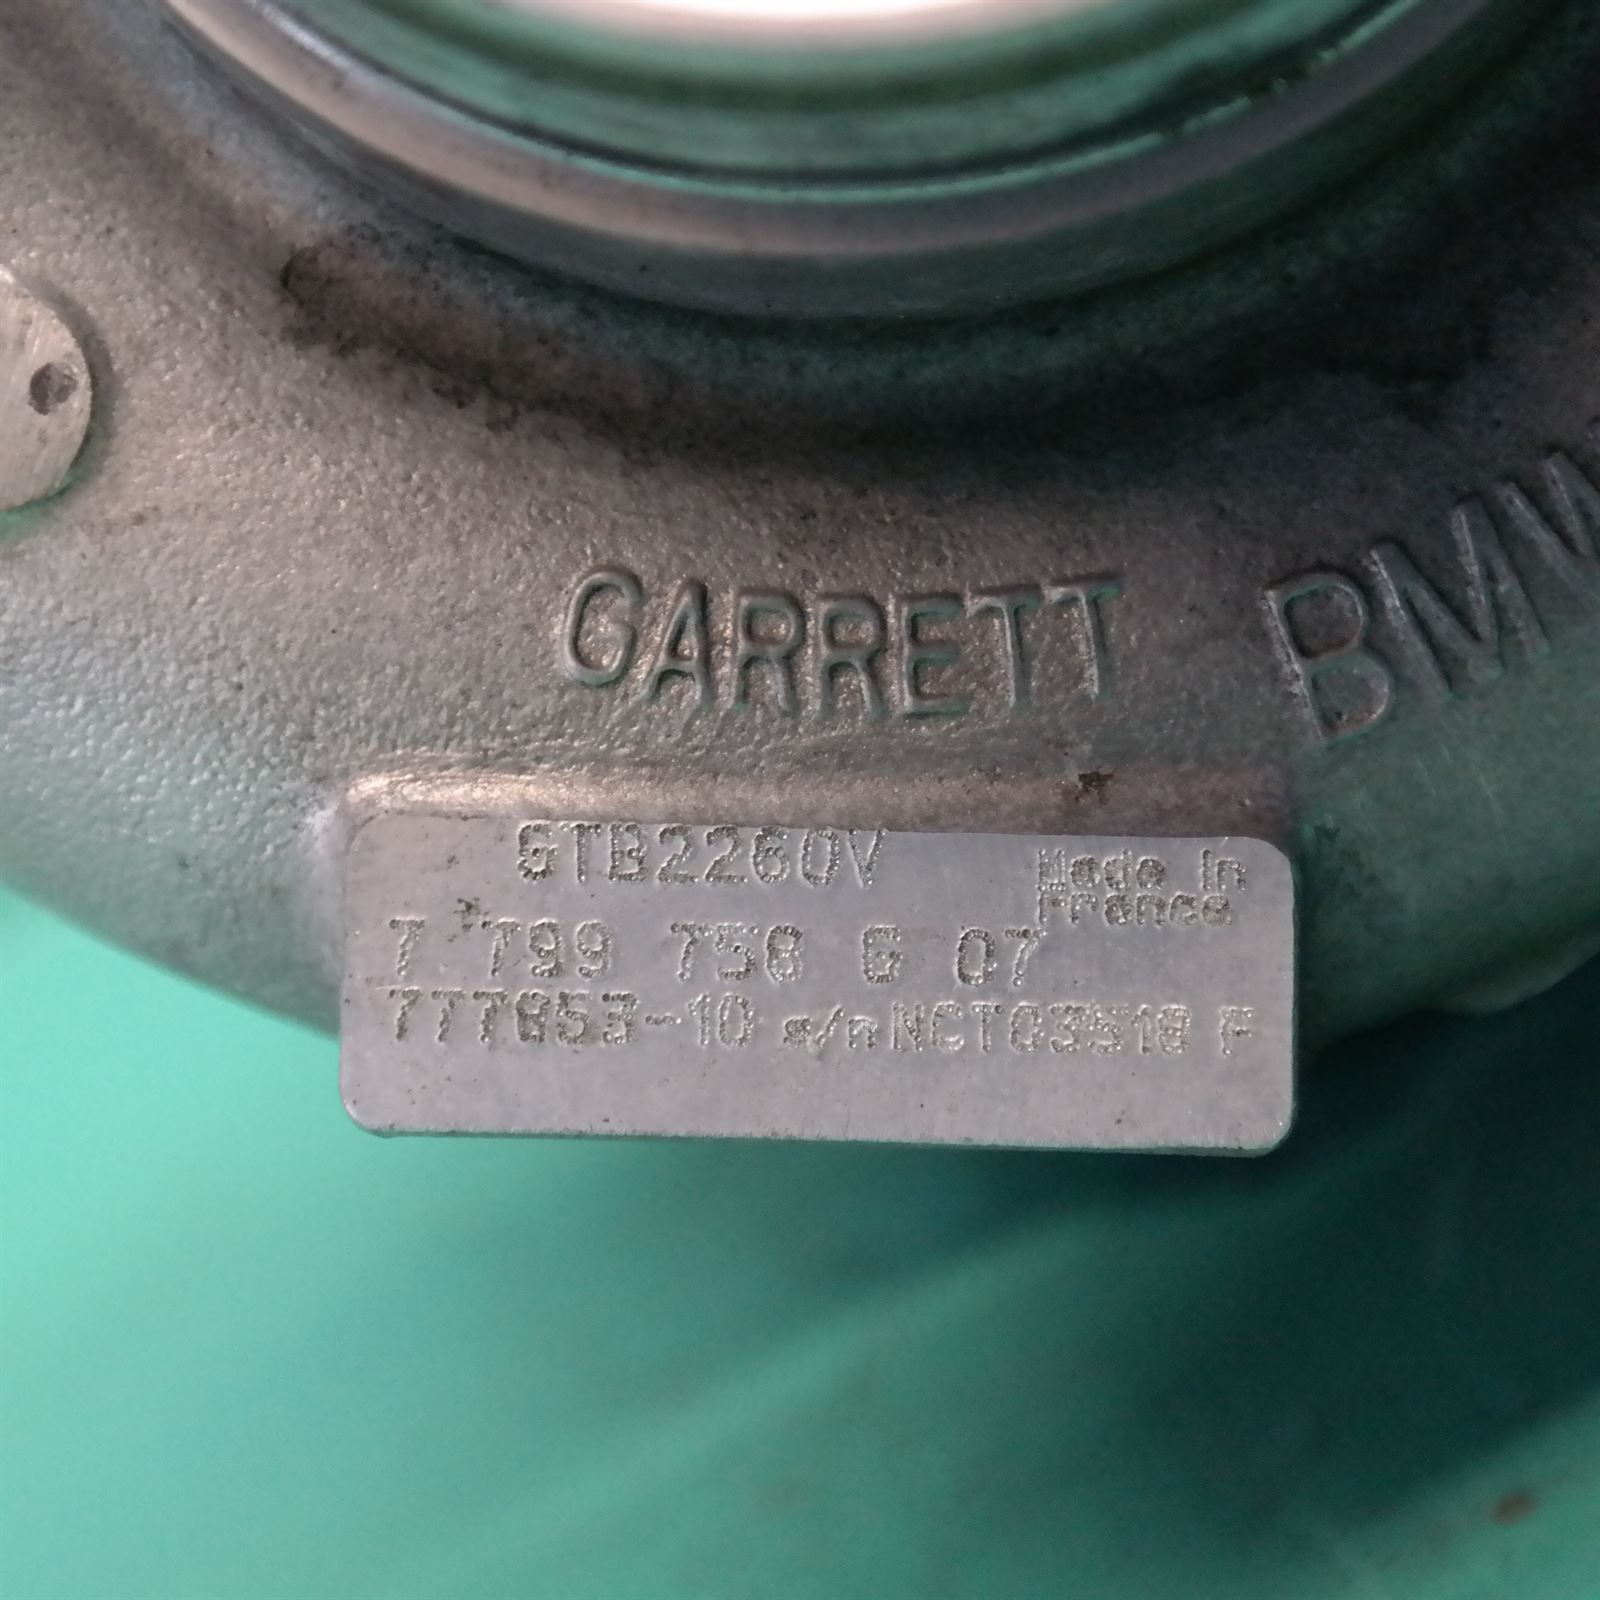 GARRETT BMW
GTB2260V
Made in
France
7 799 758 G 07
777853-10 s/n NCT03518 F